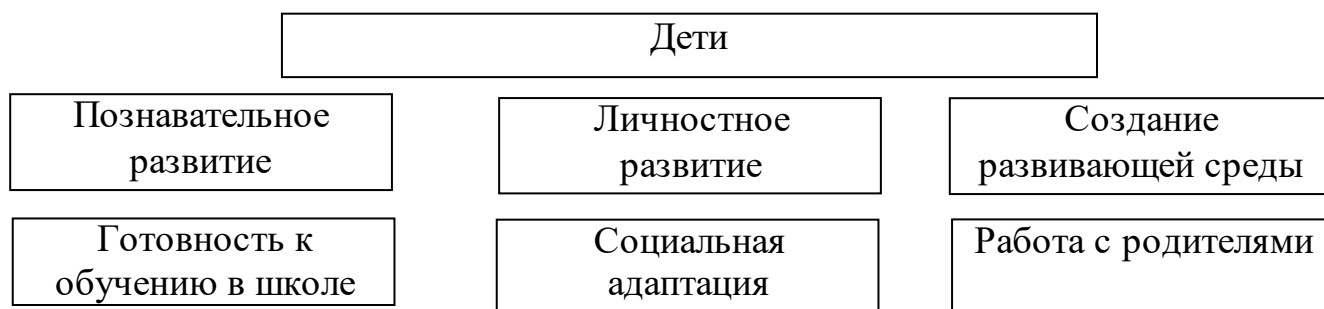 Дети
Познавательное
развитие
Личностное
развитие
Создание
развивающей среды
Готовность к
обучению в школе
Социальная
адаптация
Работа с родителями